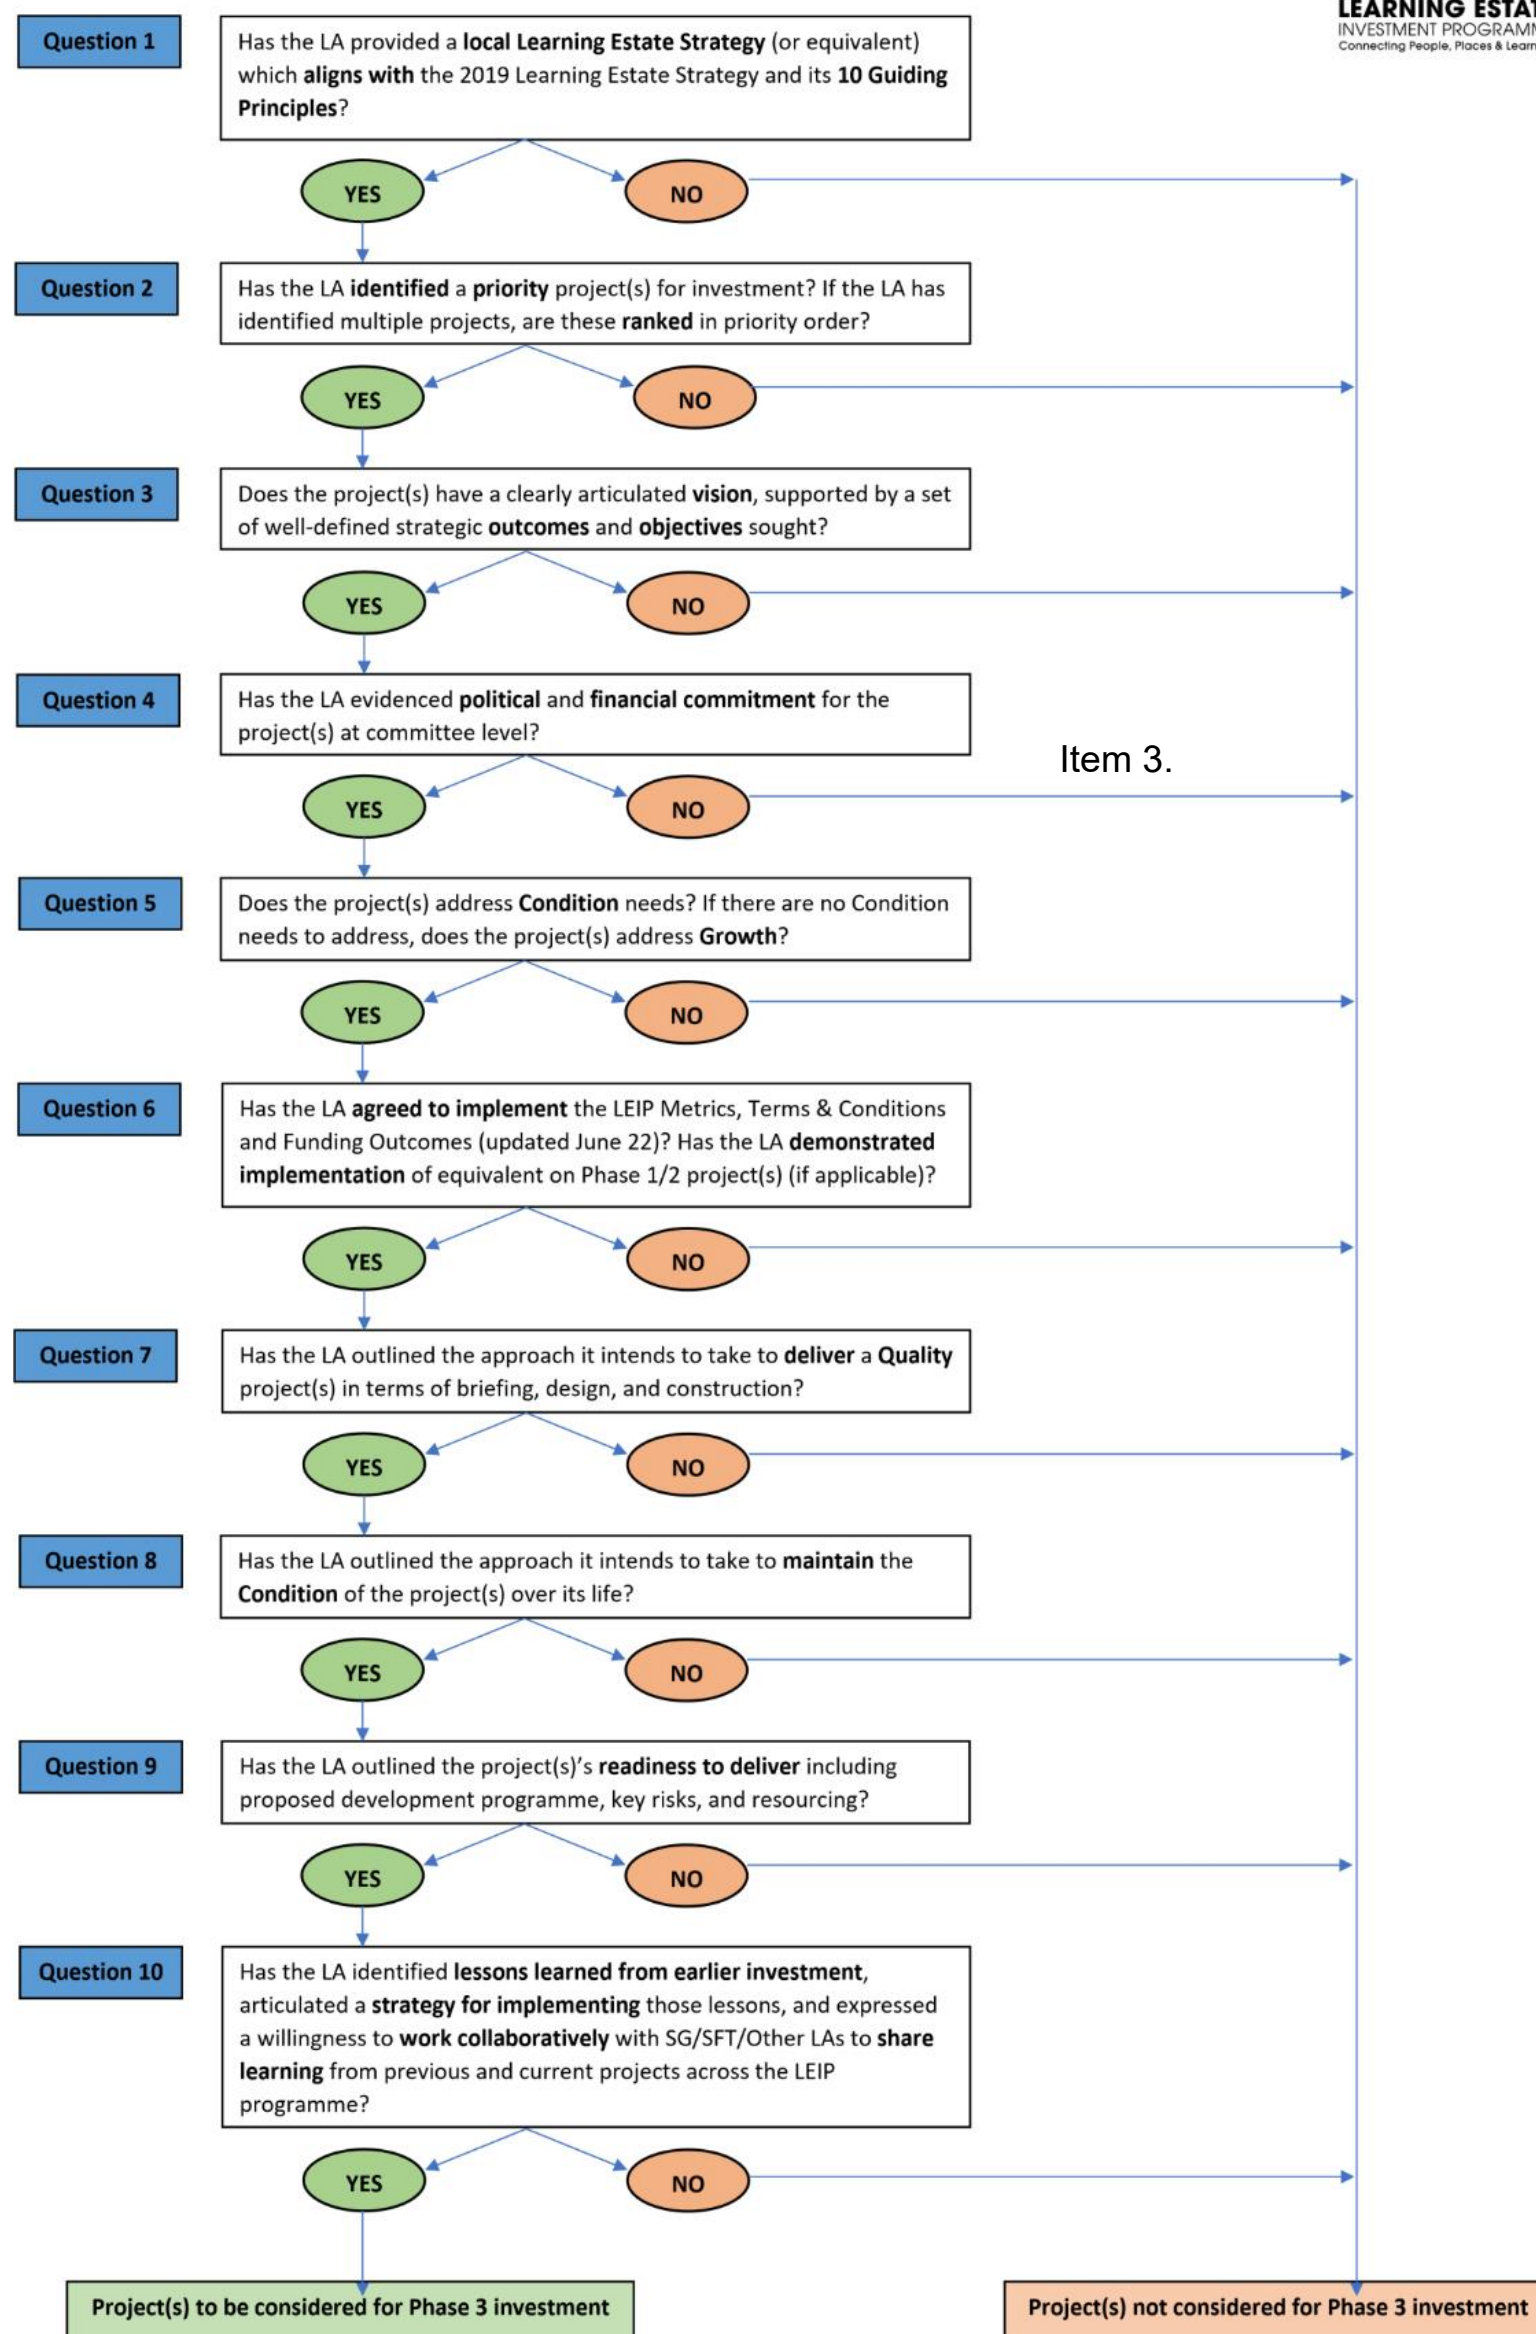 LEARNING ESTAT
INVESTMENT PROGRAMM
Connecting People, Places & Learn
Question 1
Has the LA provided a local Learning Estate Strategy (or equivalent)
which aligns with the 2019 Learning Estate Strategy and its 10 Guiding
Principles?
YES
NO
Question 2
Has the LA identified a priority project(s) for investment? If the LA has
identified multiple projects, are these ranked in priority order?
YES
NO
Question 3
Does the project(s) have a clearly articulated vision, supported by a set
of well-defined strategic outcomes and objectives sought?
YES
NO
Question 4
Has the LA evidenced political and financial commitment for the
project(s) at committee level?
Item 3.
YES
NO
Question 5
Does the project(s) address Condition needs? If there are no Condition
needs to address, does the project(s) address Growth?
YES
NO
Question 6
Has the LA agreed to implement the LEIP Metrics, Terms & Conditions
and Funding Outcomes (updated June 22)? Has the LA demonstrated
implementation of equivalent on Phase 1/2 project(s) (if applicable)?
YES
NO
Question 7
Has the LA outlined the approach it intends to take to deliver a Quality
project(s) in terms of briefing, design, and construction?
YES
NO
Question 8
Has the LA outlined the approach it intends to take to maintain the
Condition of the project(s) over its life?
YES
NO
Question 9
Has the LA outlined the project(s)'s readiness to deliver including
proposed development programme, key risks, and resourcing?
YES
NO
Question 10
Has the LA identified lessons learned from earlier investment,
articulated a strategy for implementing those lessons, and expressed
a willingness to work collaboratively with SG/SFT/Other LAs to share
learning from previous and current projects across the LEIP
programme?
YES
NO
Project(s) to be considered for Phase 3 investment
Project(s) not considered for Phase 3 investment